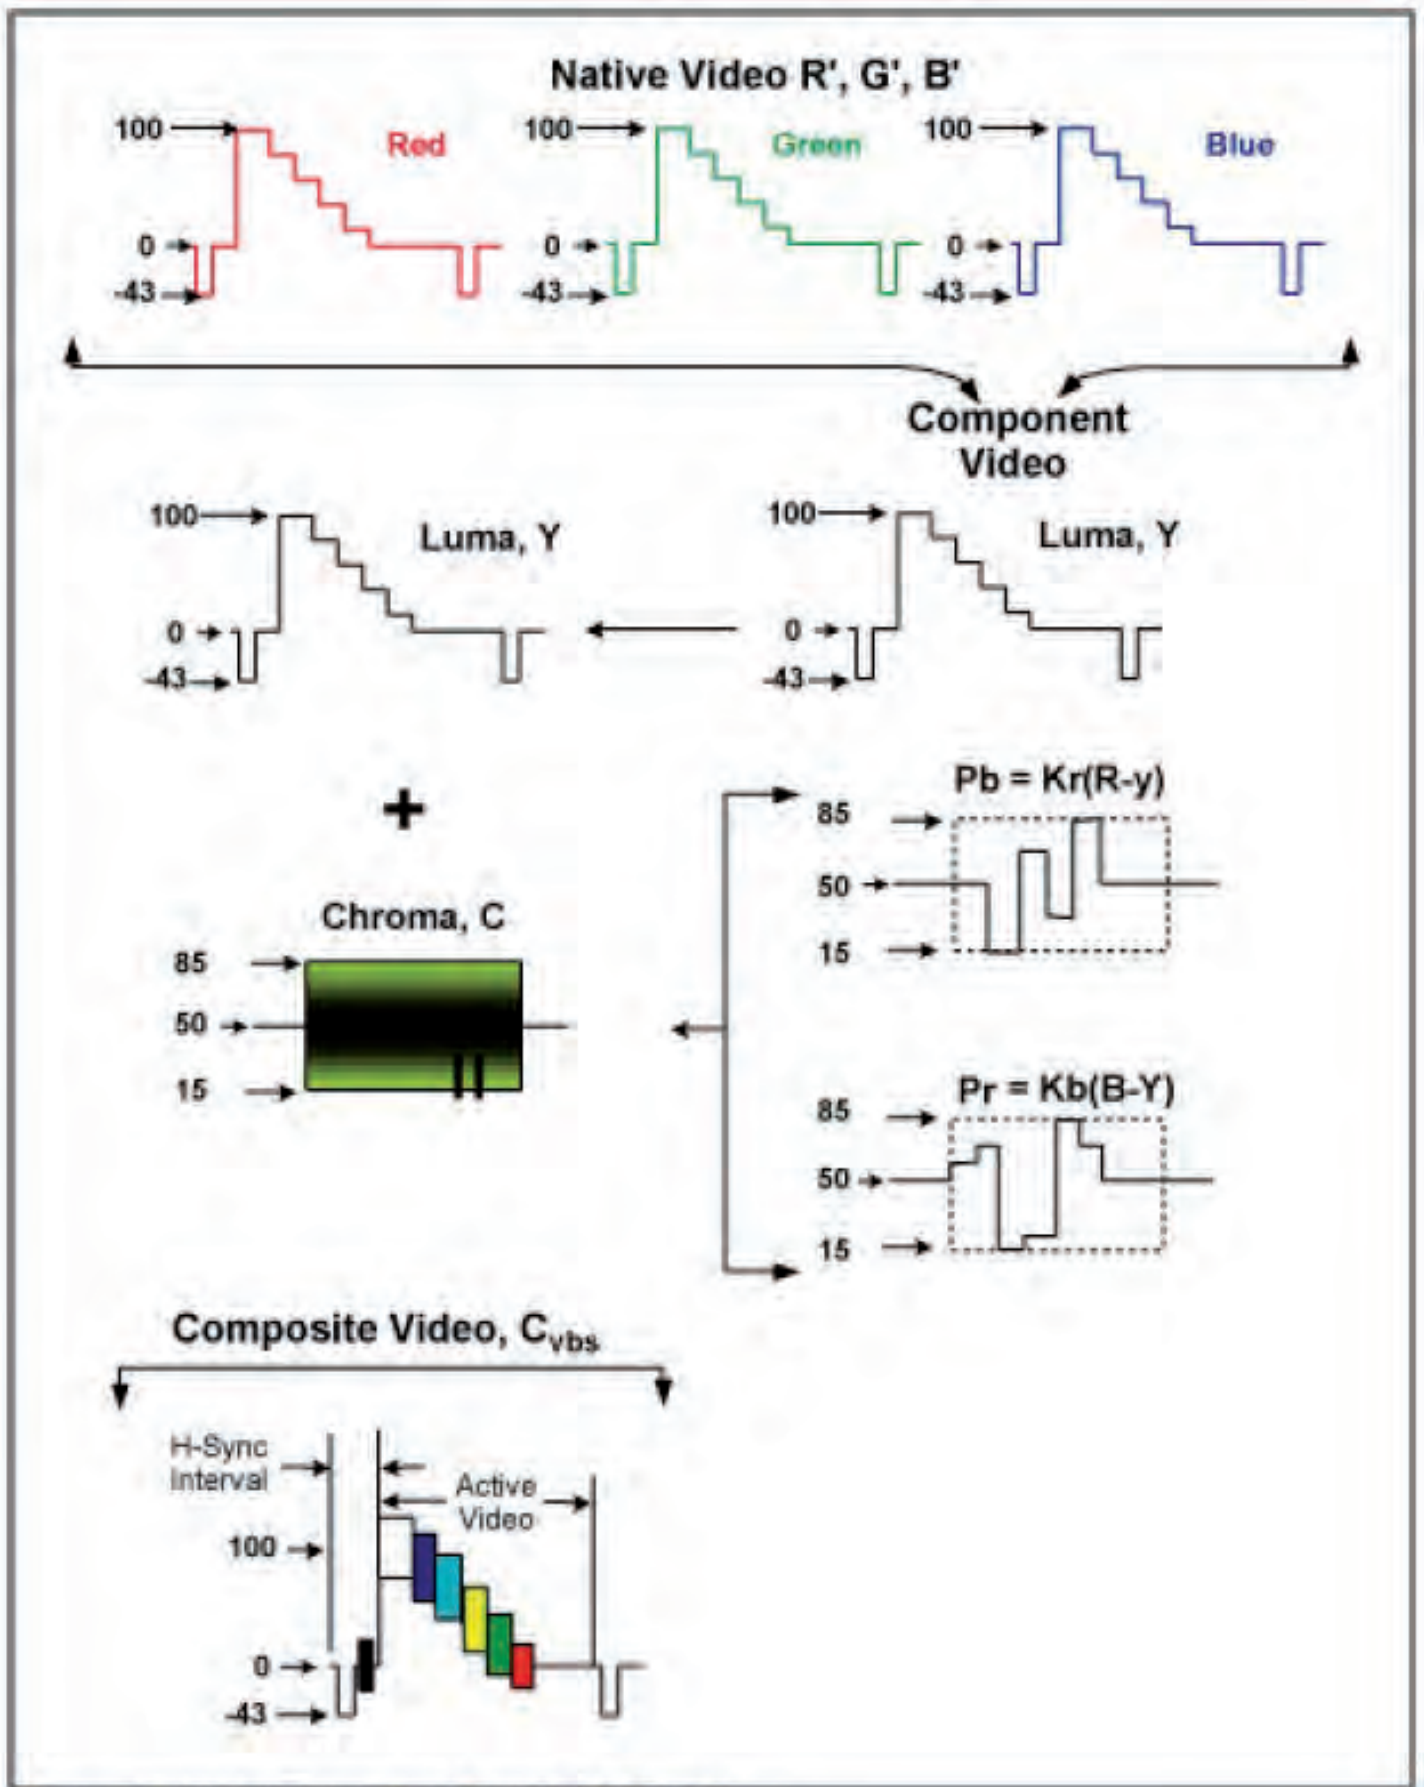 Native Video R', G', B'
100 Red 100 Green 100 Blue
0 0 0
-43 -43 -43
Component
Video
100 Luma, Y 100 Luma, Y
0 0
-43 -43
+
Pb = Kr(R-y)
85
50
15
Chroma, C
85
50
15
Pr = Kb(B-Y)
85
50
15
Composite Video, Cvbs
H-Sync
Interval
Active
Video
100
0
-43